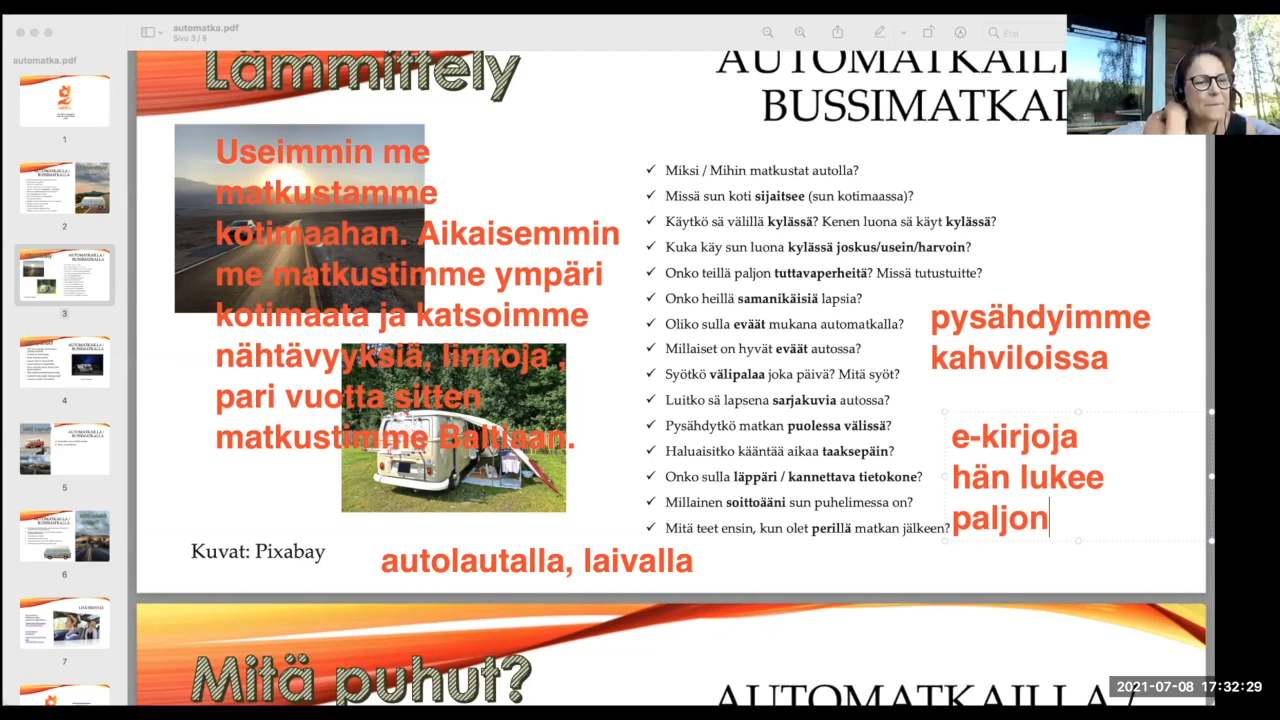 automatka.pdf
Sivu 3 / 8
Etsi
automatka.pdf
1
2
3
4
5
6
7
Lämmittely
AUTOMATKAILL
BUSSIMATKAL
Useimmin me
matkustamme
kotimaahan. Aikaisemmin
me matkustimme ympäri
kotimaata ja katsoimme
nähtävyyksiä,
pari vuotta sitten
matkustimme Baltiaan.
✓ Miksi / Mihin matkustat autolla?
✓ Missä sun koti sijaitsee (sun kotimaassa)?
✓ Käytkö sä välillä kylässä? Kenen luona sä käyt kylässä?
✓ Kuka käy sun luona kylässä joskus/usein/harvoin?
✓ Onko teillä paljon tuttavaperheitä? Missä tutustuitte?
✓ Onko heillä samanikäisiä lapsia?
✓ Oliko sulla eväät mukana automatkalla?
✓ Millaiset on hyvät eväät autossa?
✓ Syötkö välipalaa joka päivä? Mitä syöt?
✓ Luitko sä lapsena sarjakuvia autossa?
✓ Pysähdytkö matkan puolessa välissä?
✓ Haluaisitko kääntää aikaa taaksepäin?
✓ Onko sulla läppäri / kannettava tietokone?
✓ Millainen soittoääni sun puhelimessa on?
✓ Mitä teet ensin, kun olet perillä matkan jälkeen?
pysähdyimme
kahviloissa
e-kirjoja
hän lukee
paljon
Kuvat: Pixabay
autolautalla, laivalla
Mitä puhut?
AUTOMATKAILLA /
2021-07-08 17:32:29